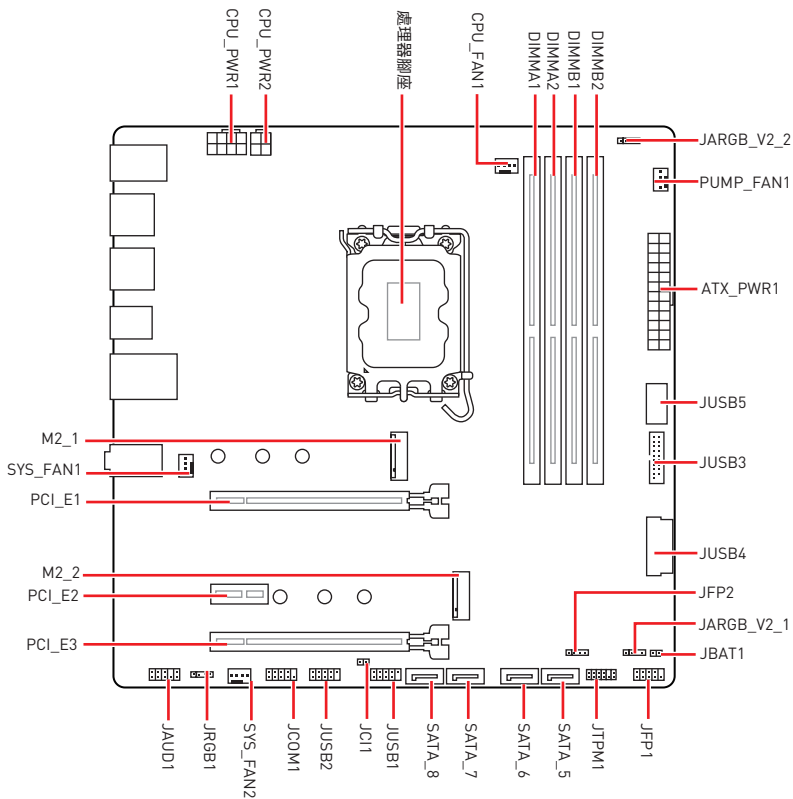 CPU_PWR1
CPU_PWR2
處理器腳座
CPU_FAN1
DIMMA1
DIMMA2
DIMMB1
DIMMB2
JARGB_V2_2
PUMP_FAN1
ATX_PWR1
JUSB5
M2_1
SYS_FAN1
JUSB3
PCI_E1
JUSB4
M2_2
PCI_E2
JFP2
JARGB_V2_1
PCI_E3
JBAT1
JAUD1
JRGB1
SYS_FAN2
JCOM1
JUSB2
JCI1
JUSB1
SATA_8
SATA_7
SATA_6
SATA_5
JTPM1
JFP1